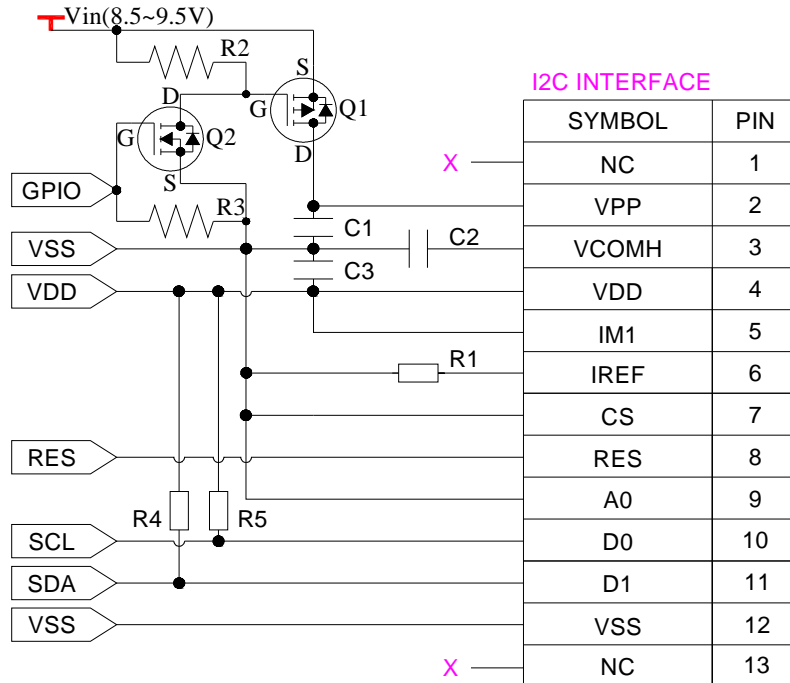 Vin(8.5~9.5V)
R2
S
D
G
Q1
G
Q2
D
S
GPIO
R3
C1
VSS
C2
C3
VDD
R1
RES
R4
R5
SCL
SDA
VSS
I2C INTERFACE
SYMBOL PIN
X NC 1
VPP 2
VCOMH 3
VDD 4
IM1 5
IREF 6
CS 7
RES 8
A0 9
D0 10
D1 11
VSS 12
X NC 13